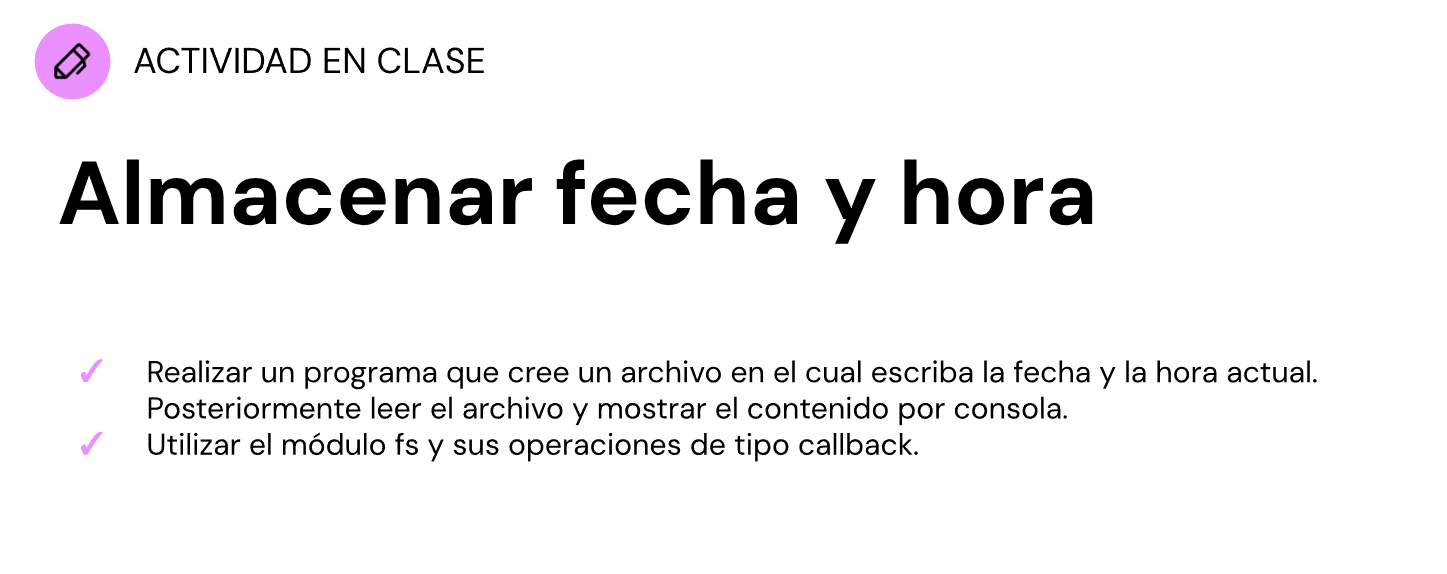 ACTIVIDAD EN CLASE
Almacenar fecha y hora
✓ Realizar un programa que cree un archivo en el cual escriba la fecha y la hora actual.
Posteriormente leer el archivo y mostrar el contenido por consola.
✓ Utilizar el módulo fs y sus operaciones de tipo callback.